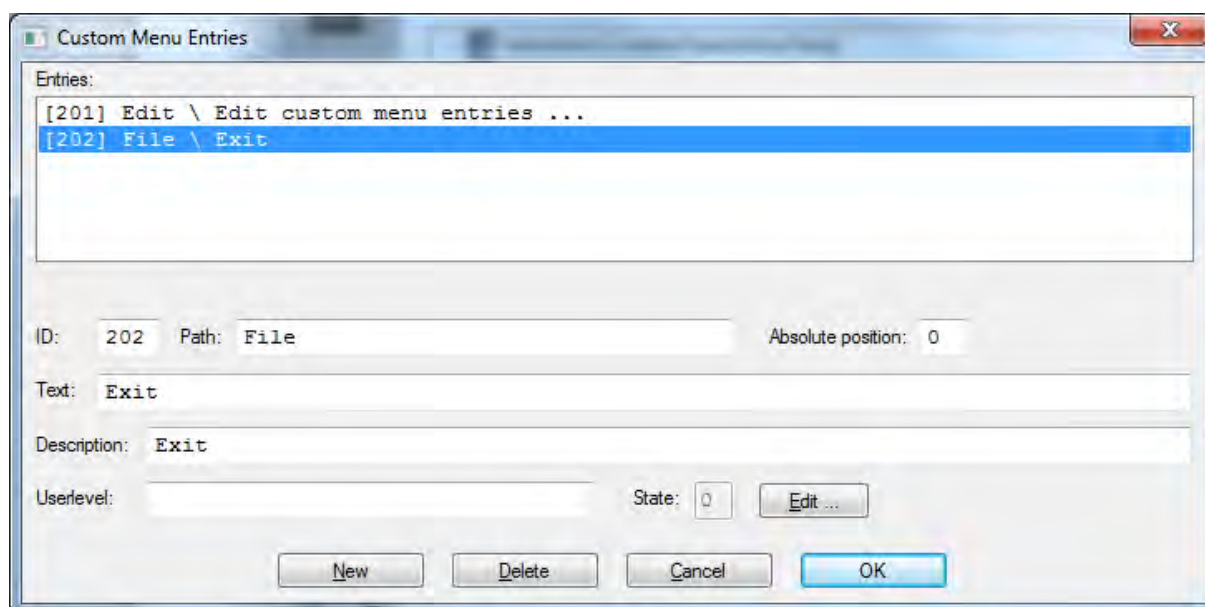 Custom Menu Entries
Entries:
[201] Edit \ Edit custom menu entries ...
[202] File \ Exit
ID: 202 Path: File Absolute position: 0
Text: Exit
Description: Exit
Userlevel: State: 0 Edit ...
New Delete Cancel OK